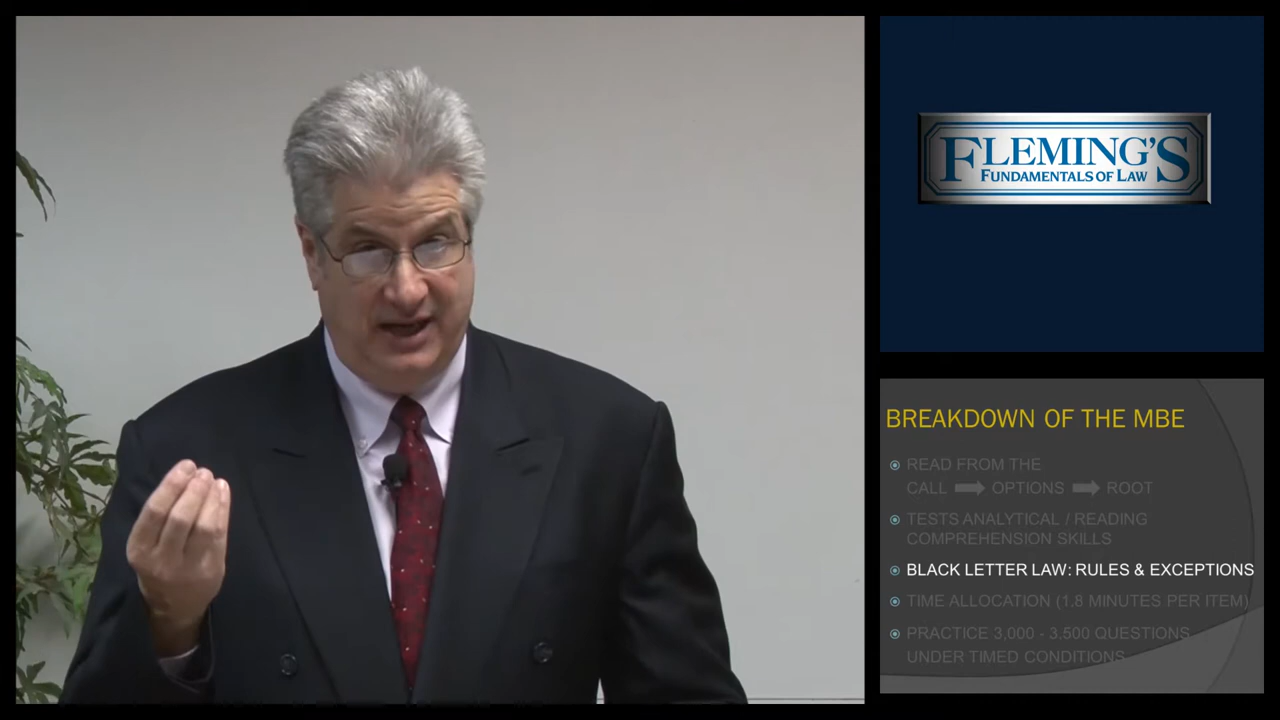 FLEMING'S
FUNDAMENTALS OF LAW
BREAKDOWN OF THE MBE
READ FROM THE
CALL OPTIONS ROOT
TESTS ANALYTICAL / READING
COMPREHENSION SKILLS
BLACK LETTER LAW: RULES & EXCEPTIONS
TIME ALLOCATION (1.8 MINUTES PER ITEM)
PRACTICE 3,000 - 3,500 QUESTIONS
UNDER TIMED CONDITIONS